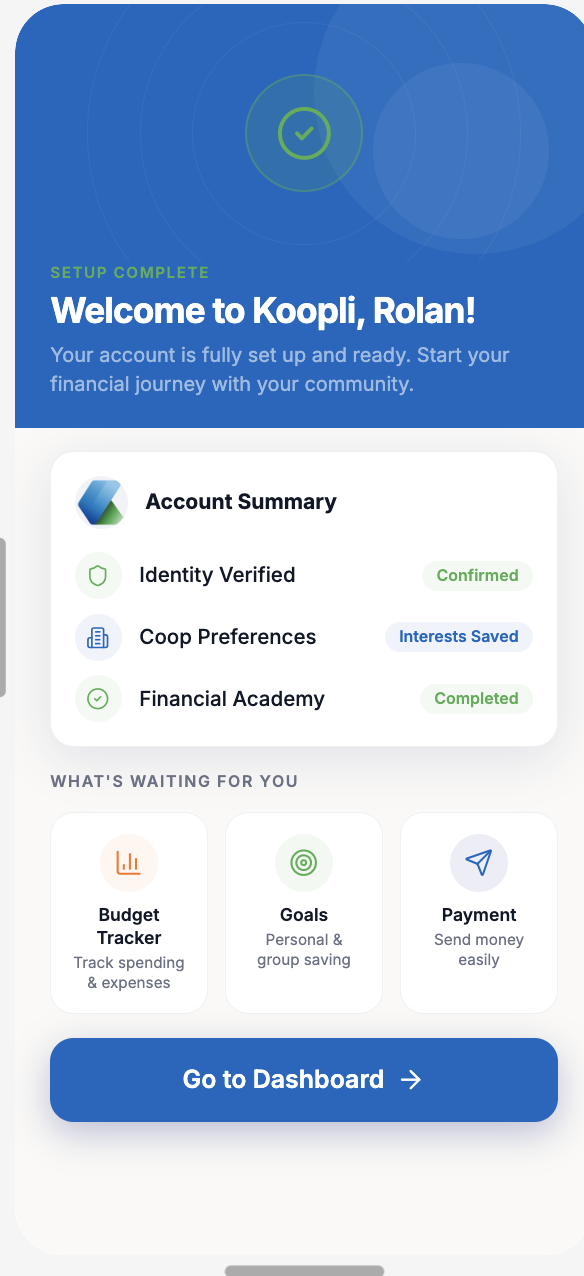 SETUP COMPLETE
Welcome to Koopli, Rolan!
Your account is fully set up and ready. Start your
financial journey with your community.
Account Summary
Identity Verified
Confirmed
Coop Preferences
Interests Saved
Financial Academy
Completed
WHAT'S WAITING FOR YOU
Budget
Tracker
Track spending
& expenses
Goals
Personal &
group saving
Payment
Send money
easily
Go to Dashboard